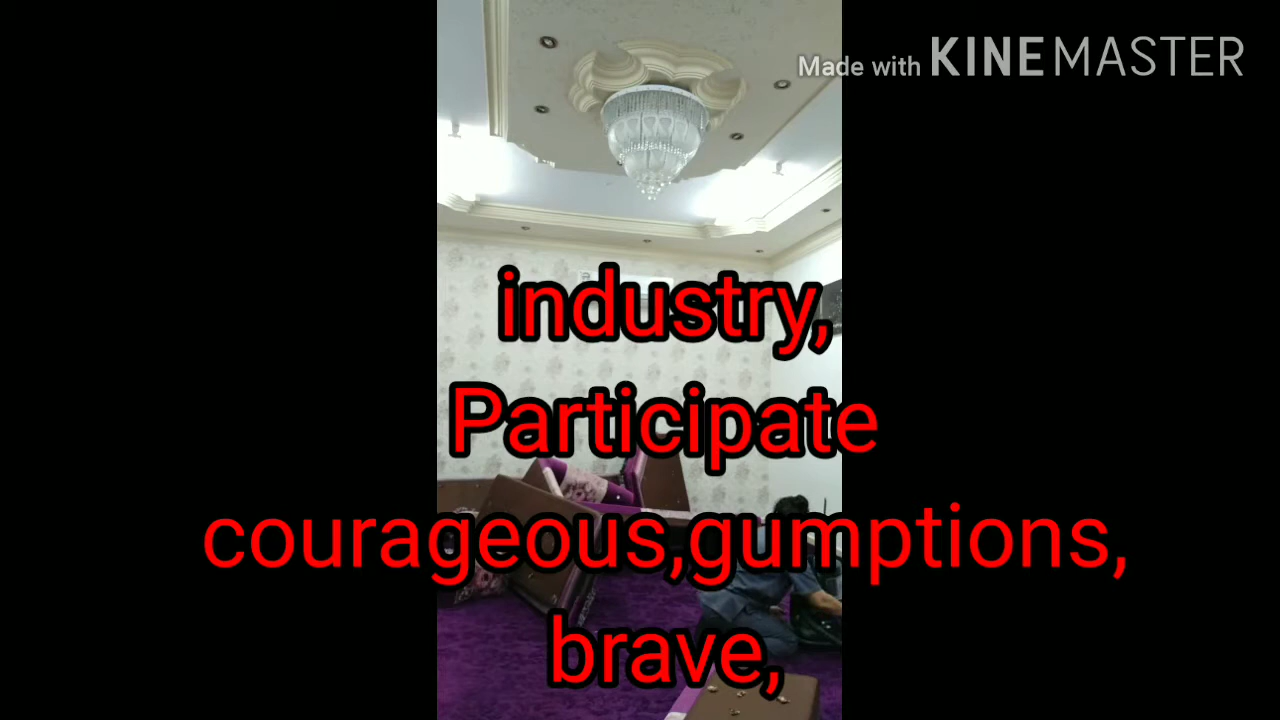 Made with KINEMASTER
industry,
Participate
courageous,gumptions,
brave,